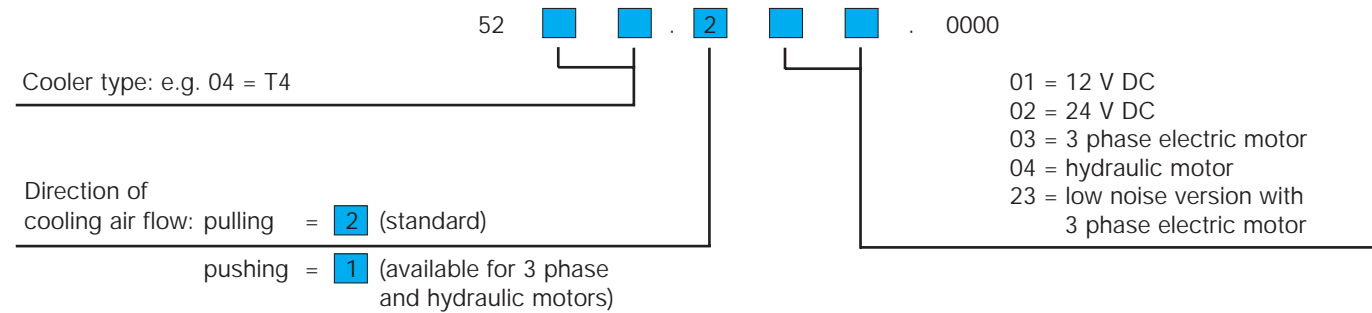 52 . 2 . 0000
Cooler type: e.g. 04 = T4
01 = 12 V DC
02 = 24 V DC
03 = 3 phase electric motor
04 = hydraulic motor
23 = low noise version with
3 phase electric motor
Direction of
cooling air flow: pulling = 2 (standard)
pushing = 1 (available for 3 phase
and hydraulic motors)